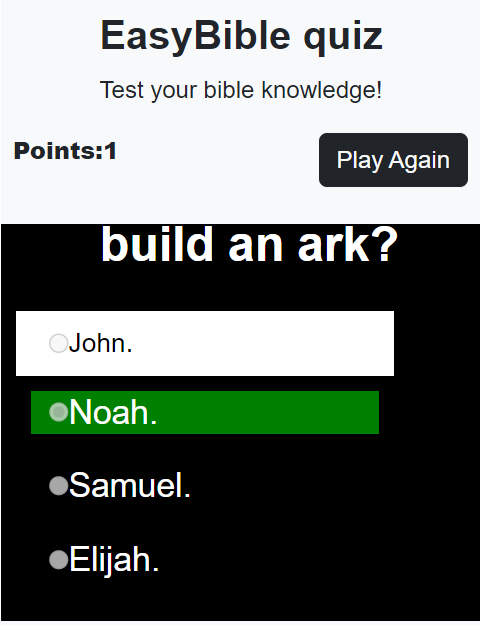 EasyBible quiz
Test your bible knowledge!
Points:1
Play Again
build an ark?
John.
Noah.
Samuel.
Elijah.